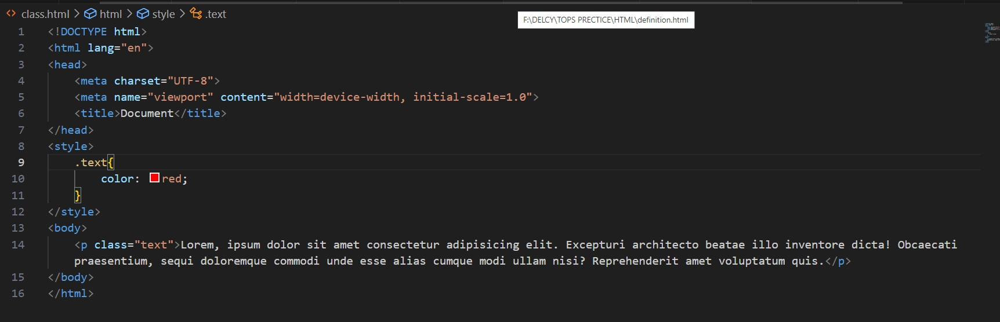 class.html > html > style > .text
F:\DELCY\TOPS PRECTICE\HTML\definition.html
1 <!DOCTYPE html>
2 <html lang="en">
3 <head>
4 <meta charset="UTF-8">
5 <meta name="viewport" content="width=device-width, initial-scale=1.0">
6 <title>Document</title>
7 </head>
8 <style>
9 .text{
10 color: red;
11 }
12 </style>
13 <body>
14 <p class="text">Lorem, ipsum dolor sit amet consectetur adipisicing elit. Excepturi architecto beatae illo inventore dicta! Obcaecati
praesentium, sequi doloremque commodi unde esse alias cumque modi ullam nisi? Reprehenderit amet voluptatum quis.</p>
15 </body>
16 </html>